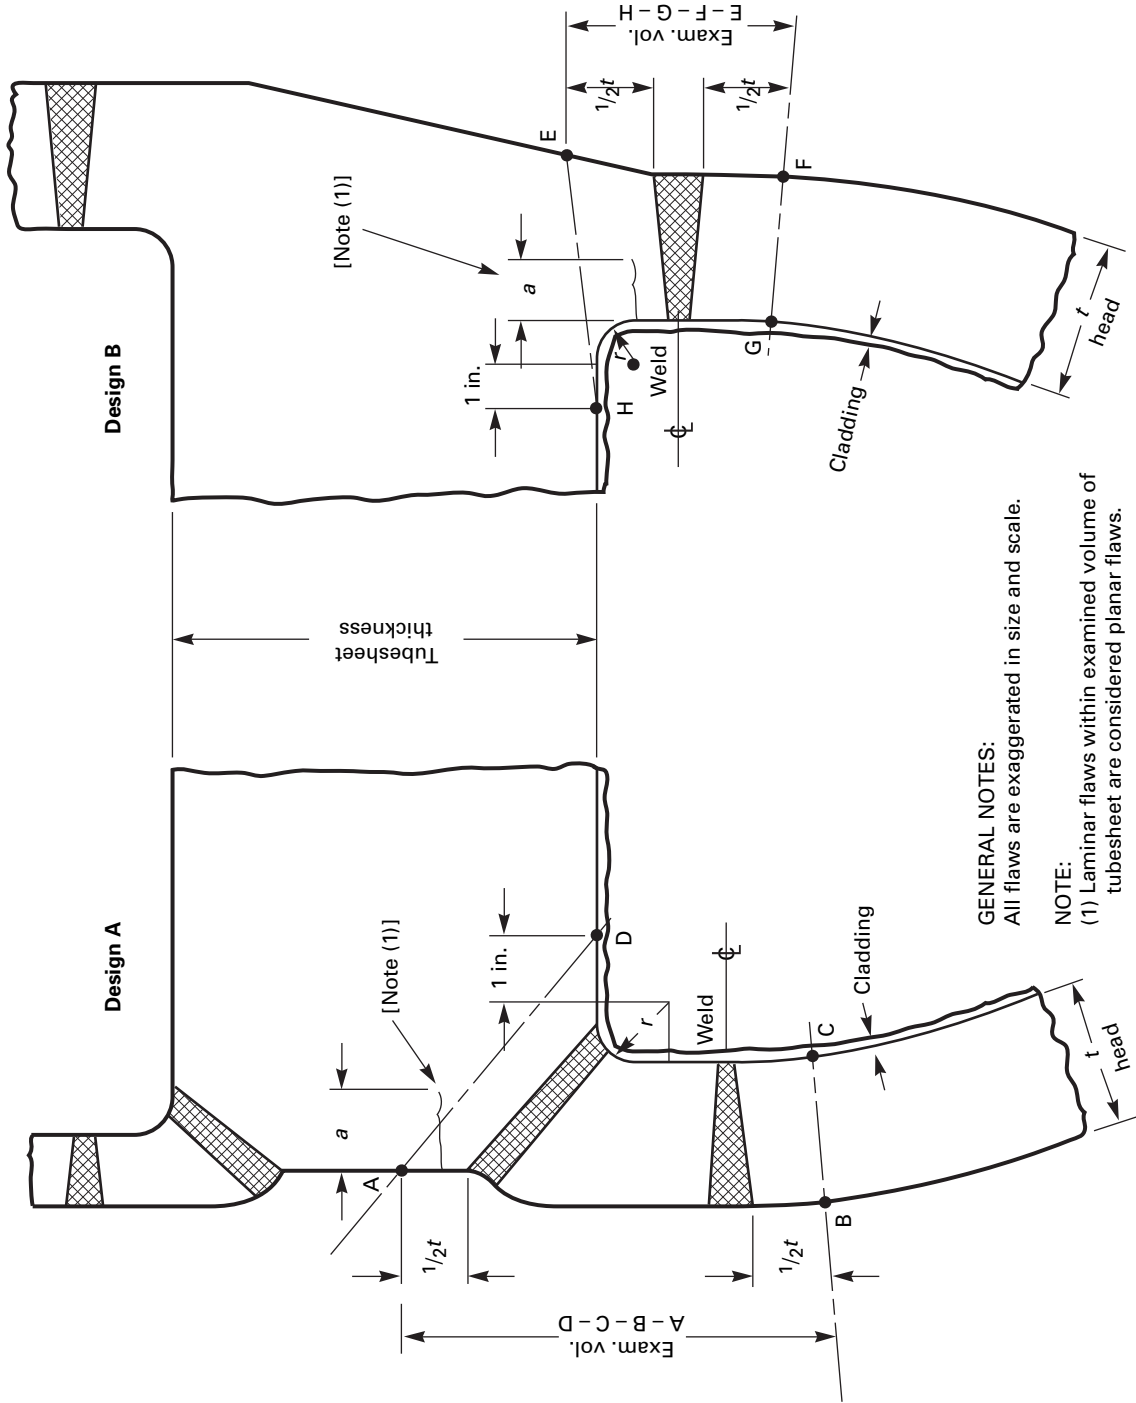 Design A
Design B
Exam. vol.
A – B – C – D
1/2t
1/2t
A
B
a
[Note (1)]
1 in.
D
r
Weld
C
L
C
Cladding
t
head
Tubesheet
thickness
[Note (1)]
a
1 in.
E
H
r
Weld
C
L
G
F
Cladding
1/2t
1/2t
Exam. vol.
E – F – G – H
t
head
GENERAL NOTES:
All flaws are exaggerated in size and scale.
NOTE:
(1) Laminar flaws within examined volume of
tubesheet are considered planar flaws.